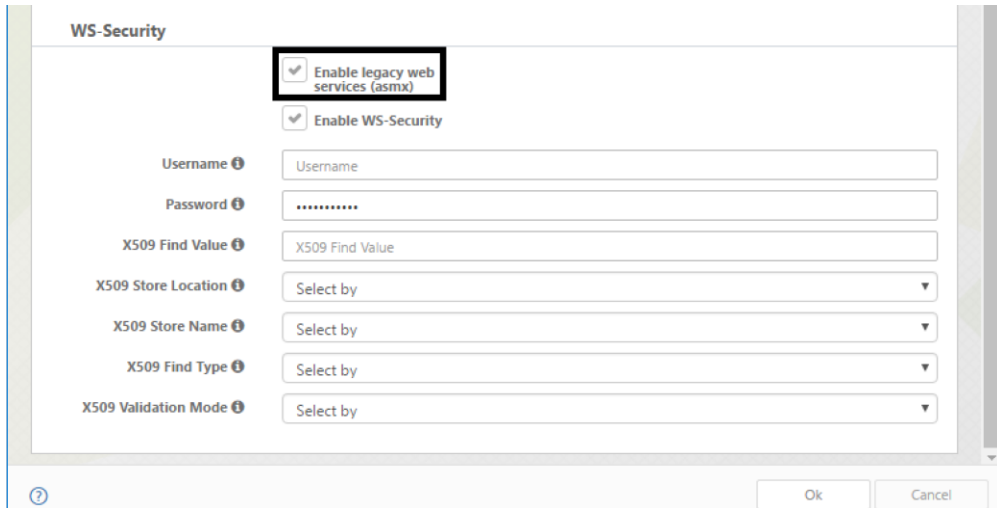 WS-Security
Enable legacy web
services (asmx)
Enable WS-Security
Username
Username
Password
•••••••••••
X509 Find Value
X509 Find Value
X509 Store Location
Select by
X509 Store Name
Select by
X509 Find Type
Select by
X509 Validation Mode
Select by
Ok
Cancel